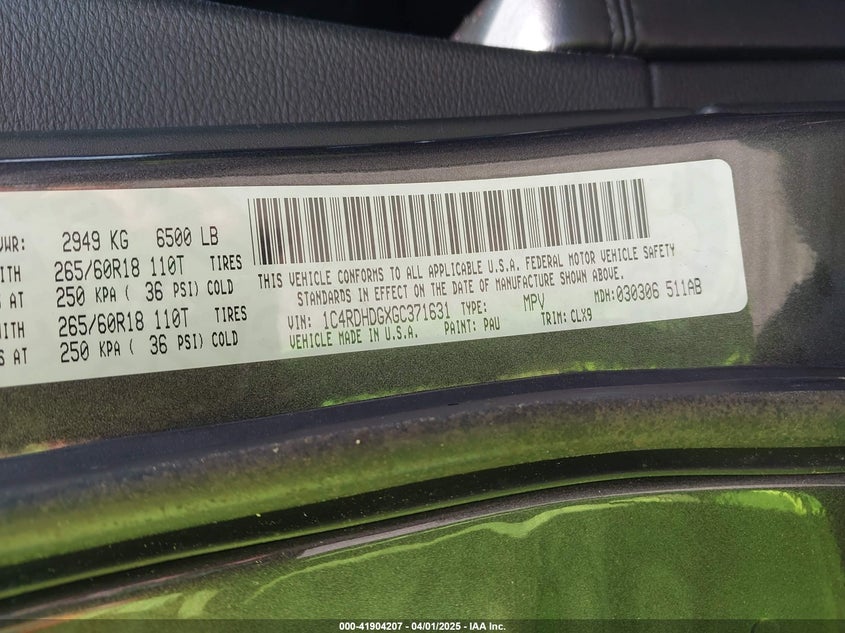 VWR: 2949 KG 6500 LB
WITH 265/60R18 110T TIRES
S AT 250 KPA ( 36 PSI) COLD
WITH 265/60R18 110T TIRES
S AT 250 KPA ( 36 PSI) COLD
THIS VEHICLE CONFORMS TO ALL APPLICABLE U.S.A. FEDERAL MOTOR VEHICLE SAFETY
STANDARDS IN EFFECT ON THE DATE OF MANUFACTURE SHOWN ABOVE.
VIN: 1C4RDHDGXGC371631 TYPE: MPV MDH:030306 511AB
VEHICLE MADE IN U.S.A. PAINT: PAU TRIM: CLX9
000-41904207 - 04/01/2025 - IAA Inc.